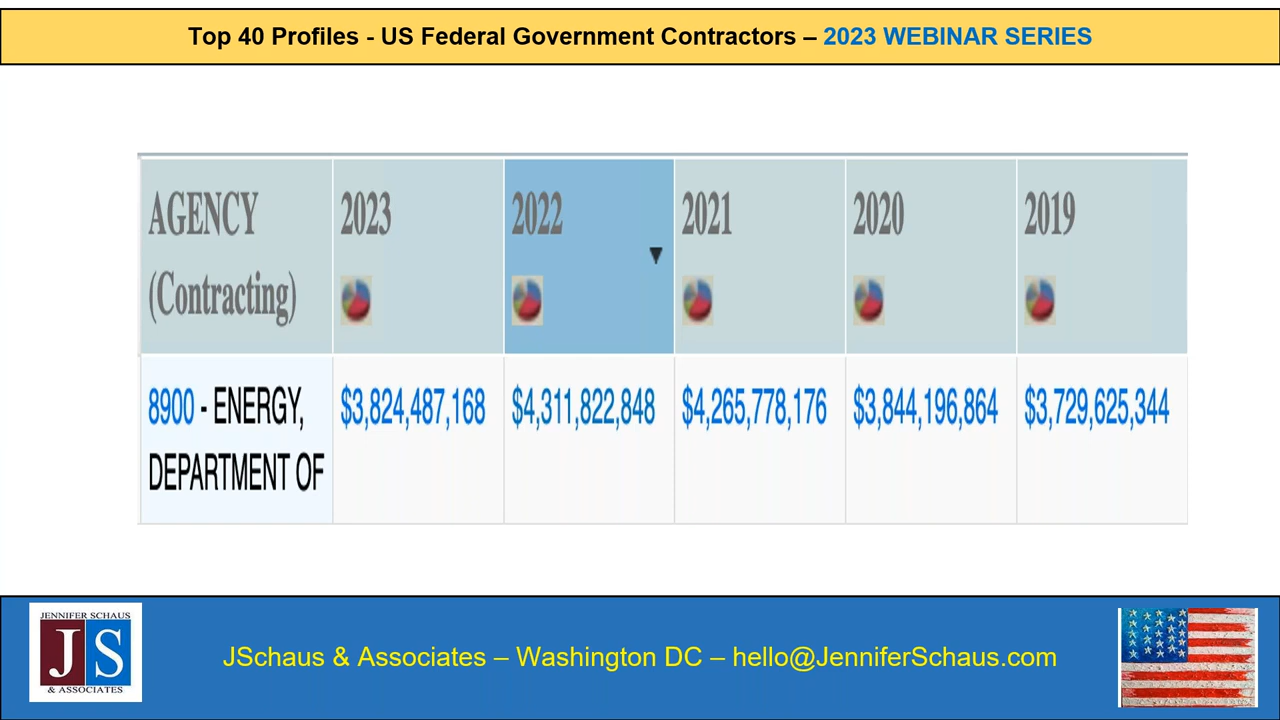 Top 40 Profiles - US Federal Government Contractors – 2023 WEBINAR SERIES
AGENCY
(Contracting)
2023
2022
2021
2020
2019
8900 - ENERGY,
DEPARTMENT OF
$3,824,487,168
$4,311,822,848
$4,265,778,176
$3,844,196,864
$3,729,625,344
JENNIFER SCHAUS
JS
& ASSOCIATES
JSchaus & Associates – Washington DC – hello@JenniferSchaus.com